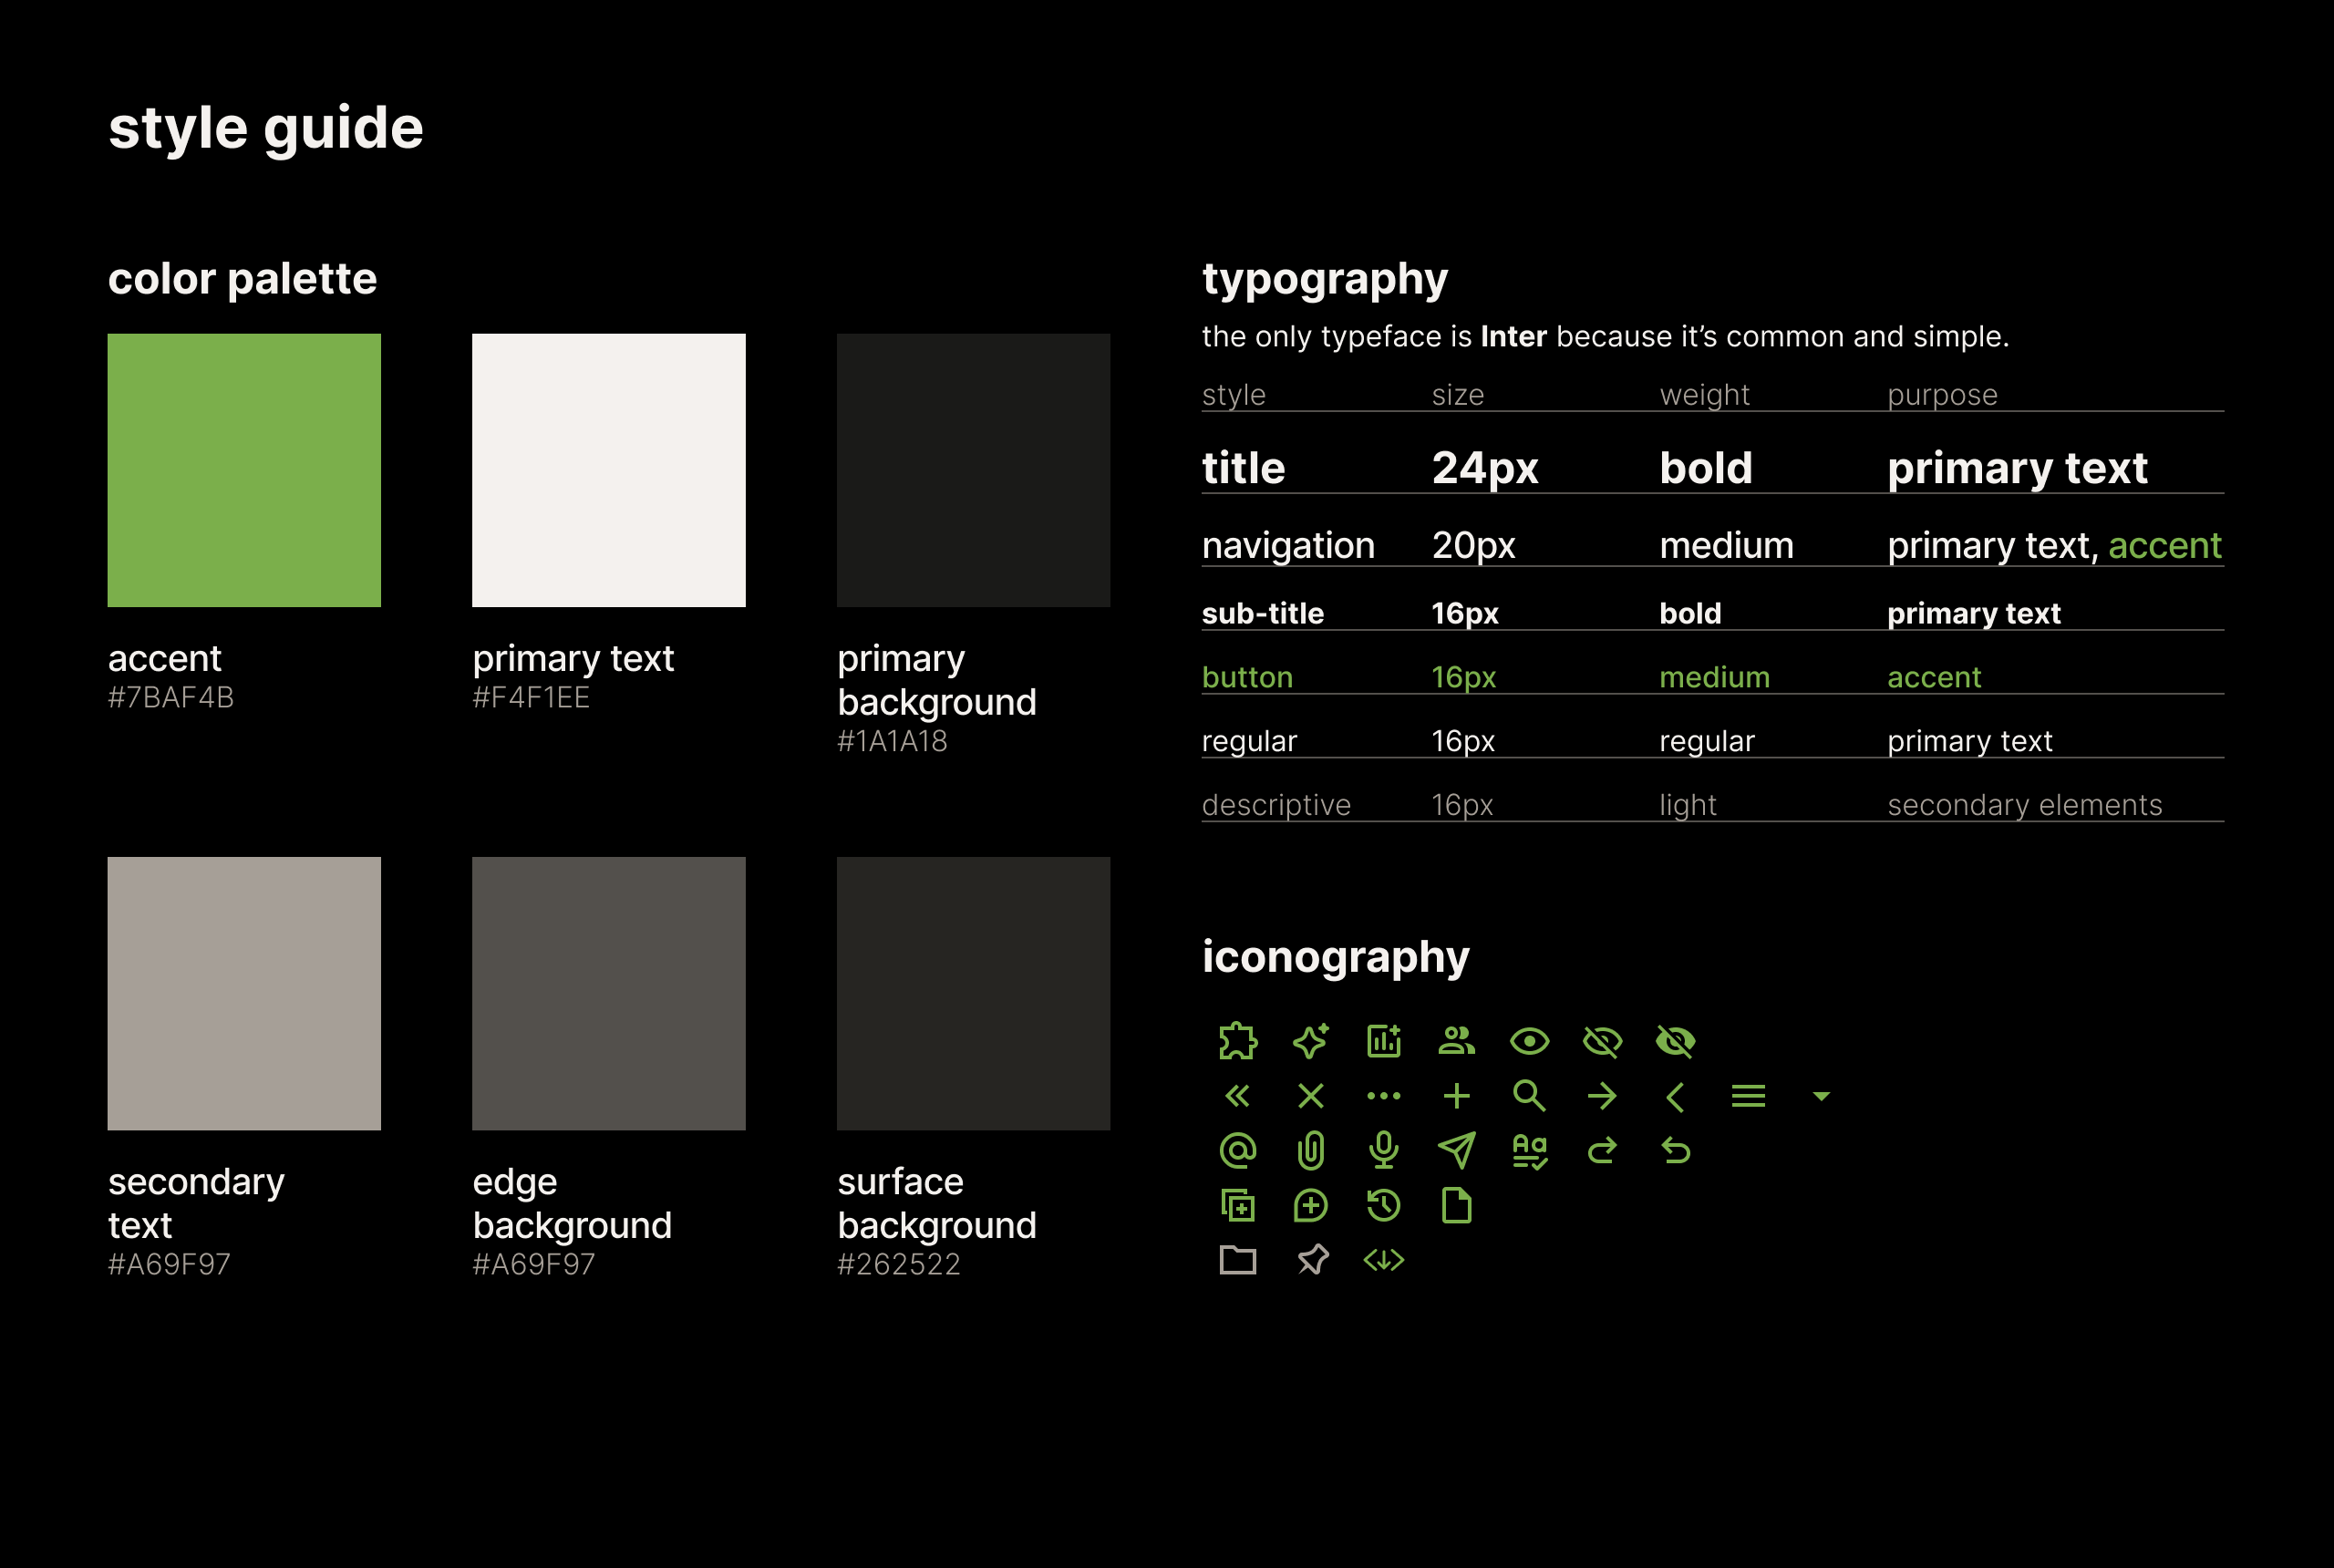 style guide
color palette
accent
#7BAF4B
primary text
#F4F1EE
primary
background
#1A1A18
secondary
text
#A69F97
edge
background
#A69F97
surface
background
#262522
typography
the only typeface is Inter because it’s common and simple.
style size weight purpose
title 24px bold primary text
navigation 20px medium primary text, accent
sub-title 16px bold primary text
button 16px medium accent
regular 16px regular primary text
descriptive 16px light secondary elements
iconography